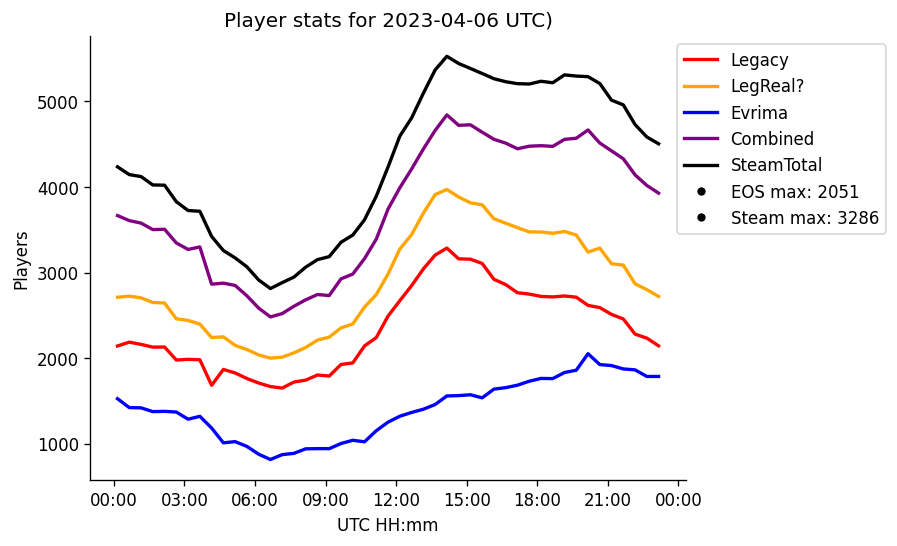 Player stats for 2023-04-06 UTC)
Legacy
LegReal?
Evrima
Combined
SteamTotal
EOS max: 2051
Steam max: 3286
Players
5000
4000
3000
2000
1000
00:00 03:00 06:00 09:00 12:00 15:00 18:00 21:00 00:00
UTC HH:mm